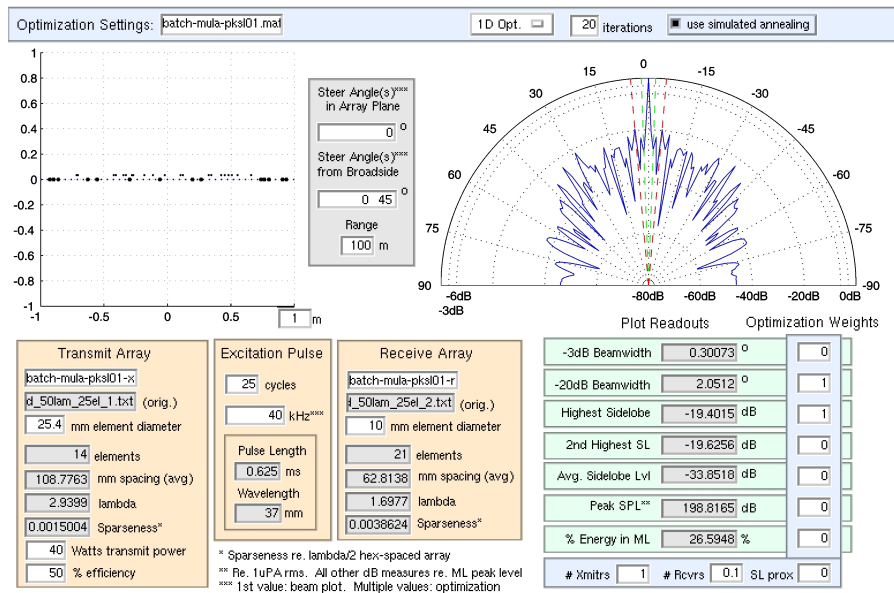 Optimization Settings: batch-mula-pksl01.mat 1D Opt. 20 iterations use simulated annealing
1
0.8
0.6
0.4
0.2
0
-0.2
-0.4
-0.6
-0.8
-1
-1 -0.5 0 0.5 1 m
Steer Angle(s)***
in Array Plane
0 o
Steer Angle(s)***
from Broadside
0 45 o
Range
100 m
90 75 60 45 30 15 0 -15 -30 -45 -60 -75 -90
-6dB -80dB -60dB -40dB -20dB 0dB
-3dB
Transmit Array
batch-mula-pksl01-x
d_50lam_25el_1.txt (orig.)
25.4 mm element diameter
14 elements
108.7763 mm spacing (avg)
2.9399 lambda
0.0015004 Sparseness*
40 Watts transmit power
50 % efficiency
Excitation Pulse
25 cycles
40 kHz***
Pulse Length
0.625 ms
Wavelength
37 mm
Receive Array
batch-mula-pksl01-r
d_50lam_25el_2.txt (orig.)
10 mm element diameter
21 elements
62.8138 mm spacing (avg)
1.6977 lambda
0.0038624 Sparseness*
* Sparseness re. lambda/2 hex-spaced array
** Re. 1uPA rms. All other dB measures re. ML peak level
*** 1st value: beam plot. Multiple values: optimization
Plot Readouts Optimization Weights
-3dB Beamwidth 0.30073 o 0
-20dB Beamwidth 2.0512 o 1
Highest Sidelobe -19.4015 dB 1
2nd Highest SL -19.6256 dB 0
Avg. Sidelobe Lvl -33.8518 dB 0
Peak SPL** 198.8165 dB 0
% Energy in ML 26.5948 % 0
# Xmitrs 1 # Rcvrs 0.1 SL prox 0